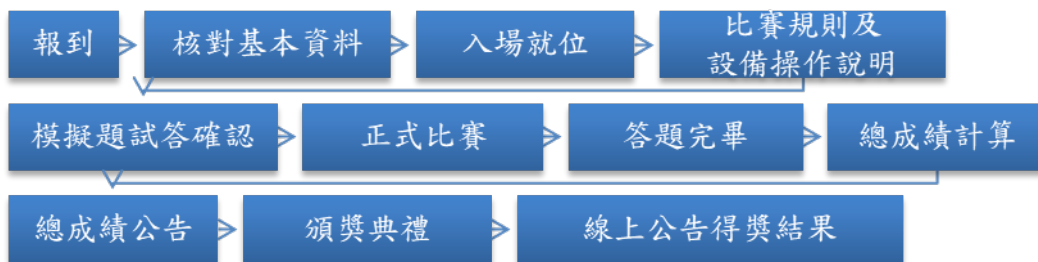 報到
核對基本資料
入場就位
比賽規則及
設備操作說明
模擬題試答確認
正式比賽
答題完畢
總成績計算
總成績公告
頒獎典禮
線上公告得獎結果